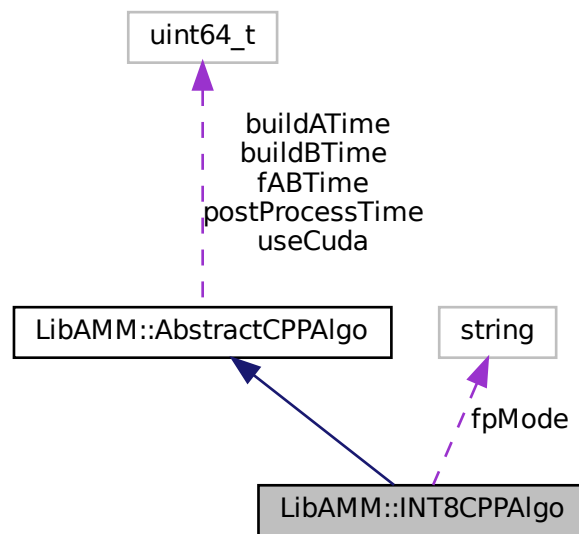 uint64_t
buildATime
buildBTime
fABTime
postProcessTime
useCuda
LibAMM::AbstractCPPAlgo
string
fpMode
LibAMM::INT8CPPAlgo